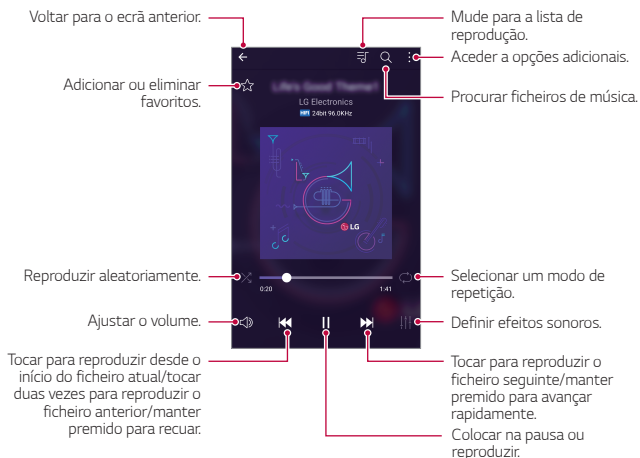 Voltar para o ecrã anterior.
Mude para a lista de
reprodução.
Aceder a opções adicionais.
Adicionar ou eliminar
favoritos.
Procurar ficheiros de música.
Life's Good Theme1
LG Electronics
HIFI 24bit 96.0KHz
LG
Reproduzir aleatoriamente.
Selecionar um modo de
repetição.
0:20
1:41
Ajustar o volume.
Definir efeitos sonoros.
Tocar para reproduzir desde o
início do ficheiro atual/tocar
duas vezes para reproduzir o
ficheiro anterior/manter
premido para recuar.
Tocar para reproduzir o
ficheiro seguinte/manter
premido para avançar
rapidamente.
Colocar na pausa ou
reproduzir.